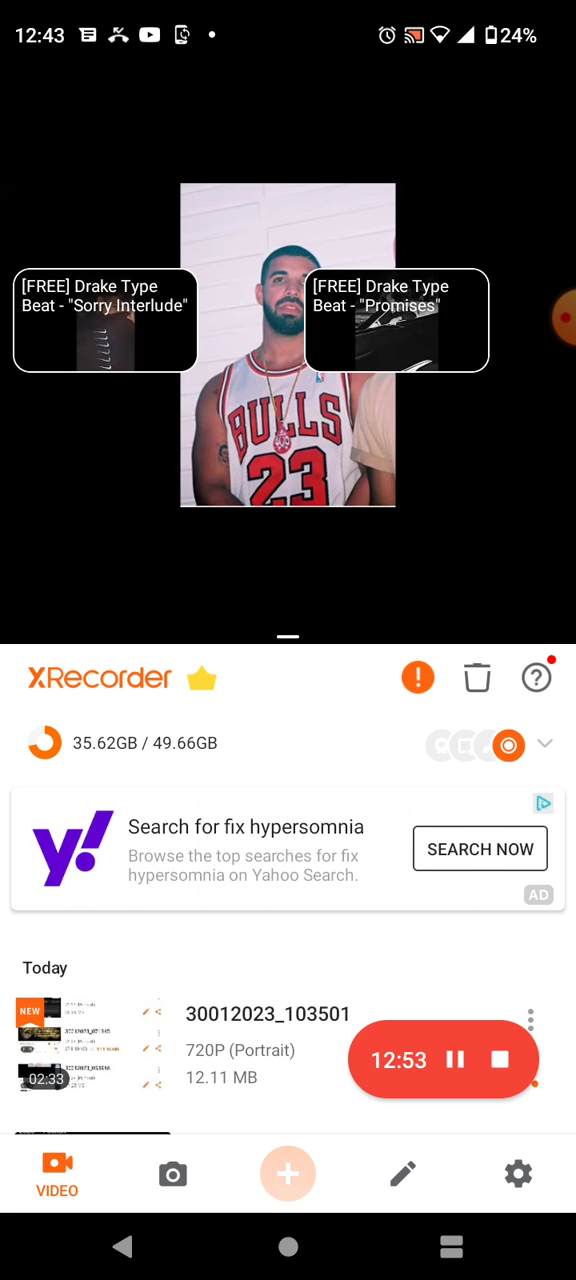 12:43
24%
[FREE] Drake Type
Beat - "Sorry Interlude"
[FREE] Drake Type
Beat - "Promises"
BULLS
23
XRecorder
35.62GB / 49.66GB
y!
Search for fix hypersomnia
Browse the top searches for fix
hypersomnia on Yahoo Search.
SEARCH NOW
AD
Today
NEW
02:33
30012023_103501
720P (Portrait)
12.11 MB
12:53
VIDEO